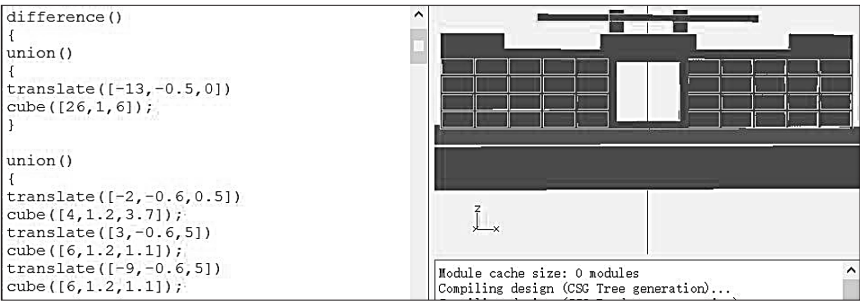 difference()
{
union()
{
translate([-13,-0.5,0])
cube([26,1,6]);
}
union()
{
translate([-2,-0.6,0.5])
cube([4,1.2,3.7]);
translate([3,-0.6,5])
cube([6,1.2,1.1]);
translate([-9,-0.6,5])
cube([6,1.2,1.1]);
z
x
Module cache size: 0 modules
Compiling design (CSG Tree generation)...